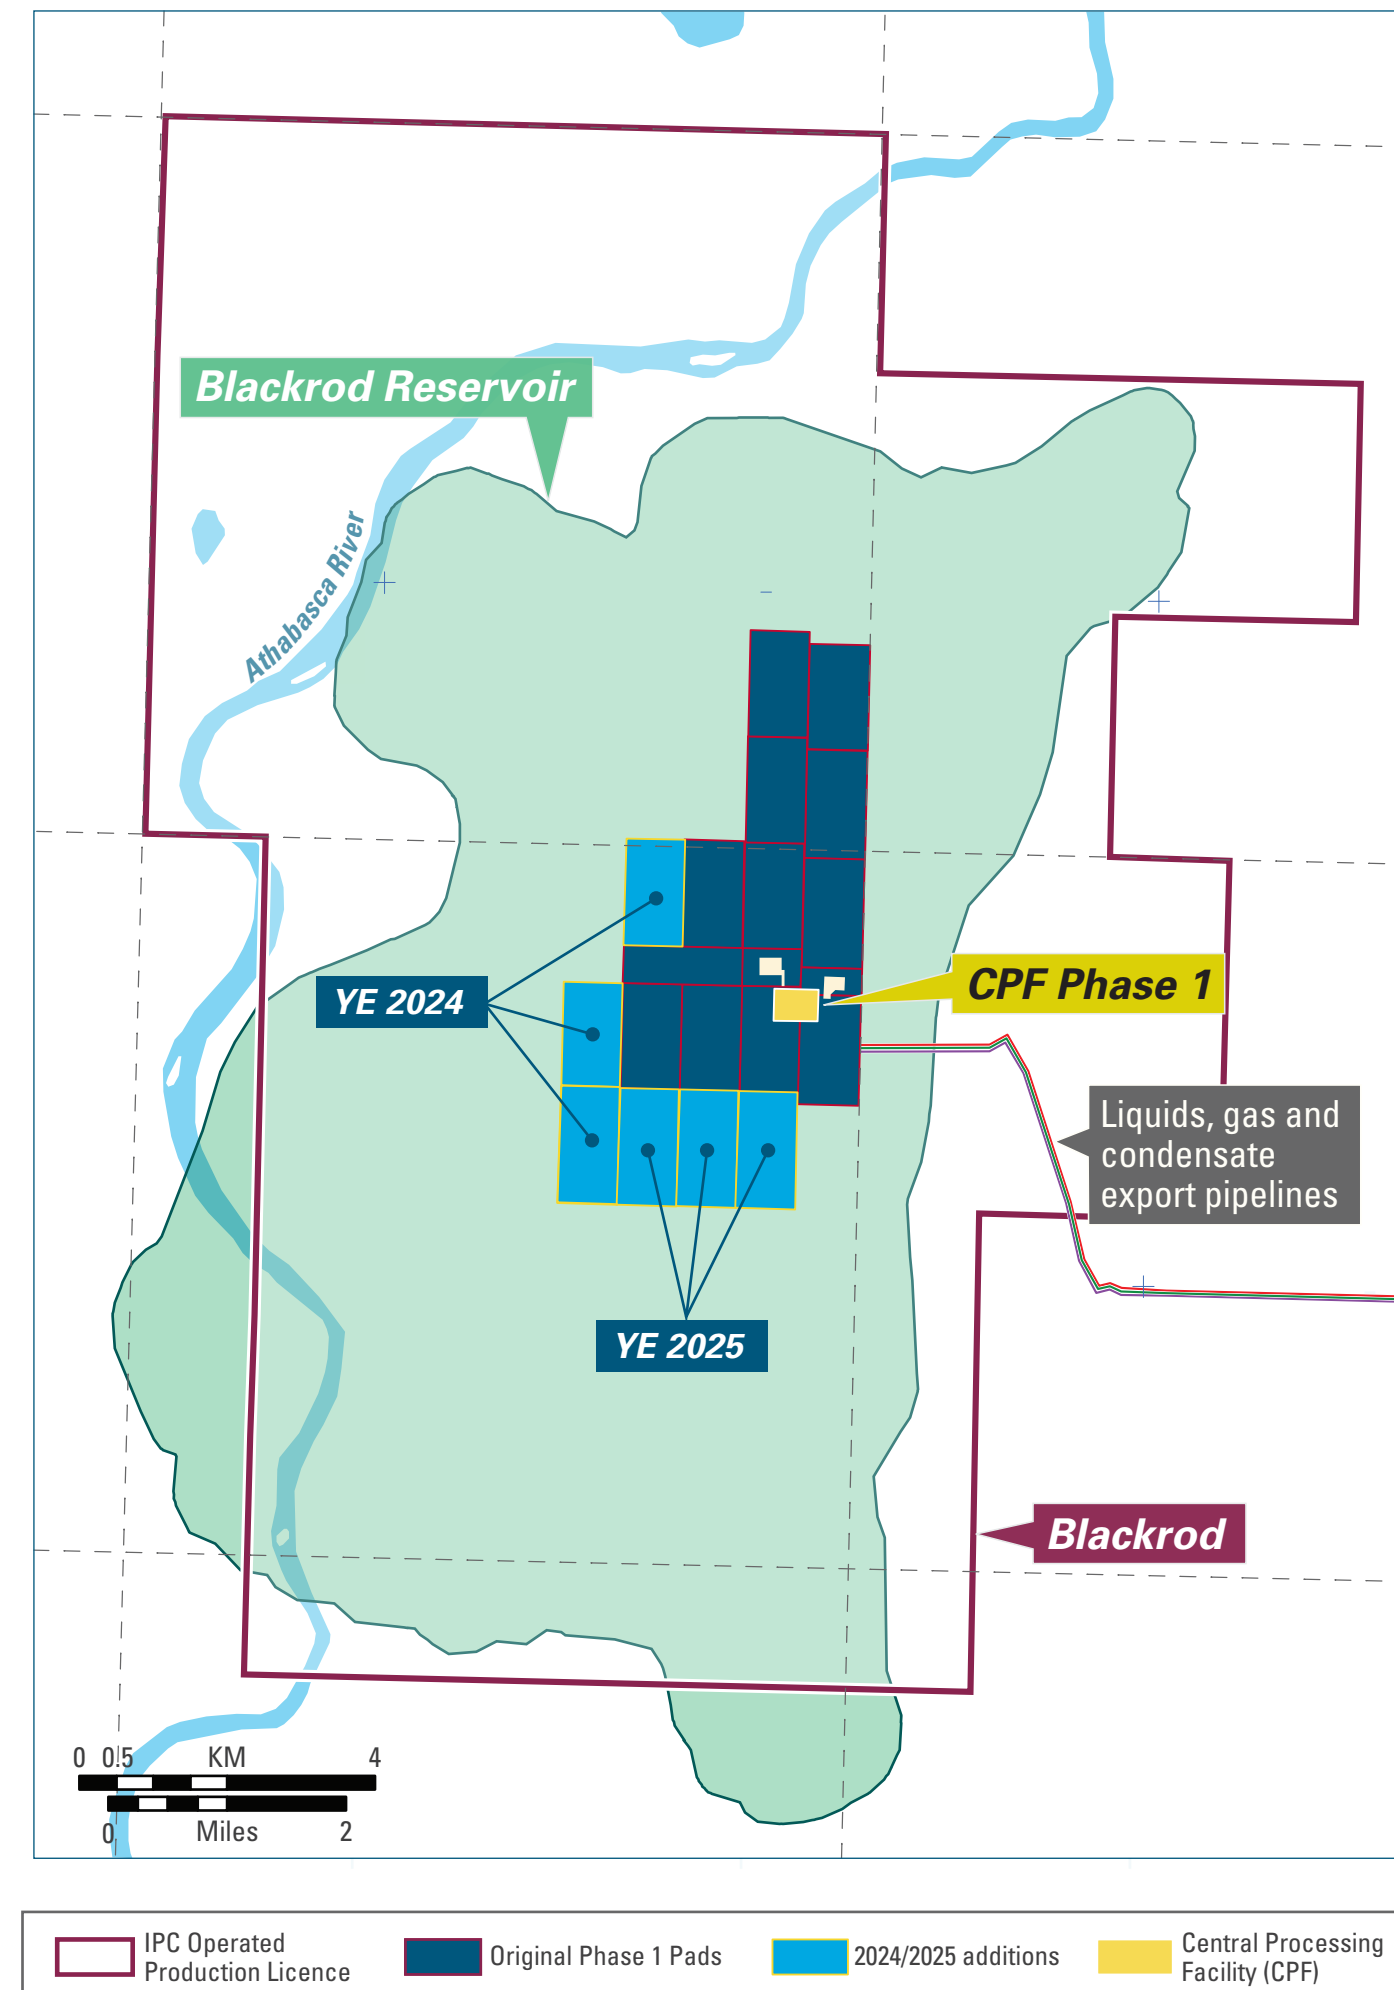 Blackrod Reservoir
Athabasca River
YE 2024
CPF Phase 1
Liquids, gas and
condensate
export pipelines
YE 2025
Blackrod
0 0.5 KM 4
0 Miles 2
IPC Operated
Production Licence
Original Phase 1 Pads
2024/2025 additions
Central Processing
Facility (CPF)